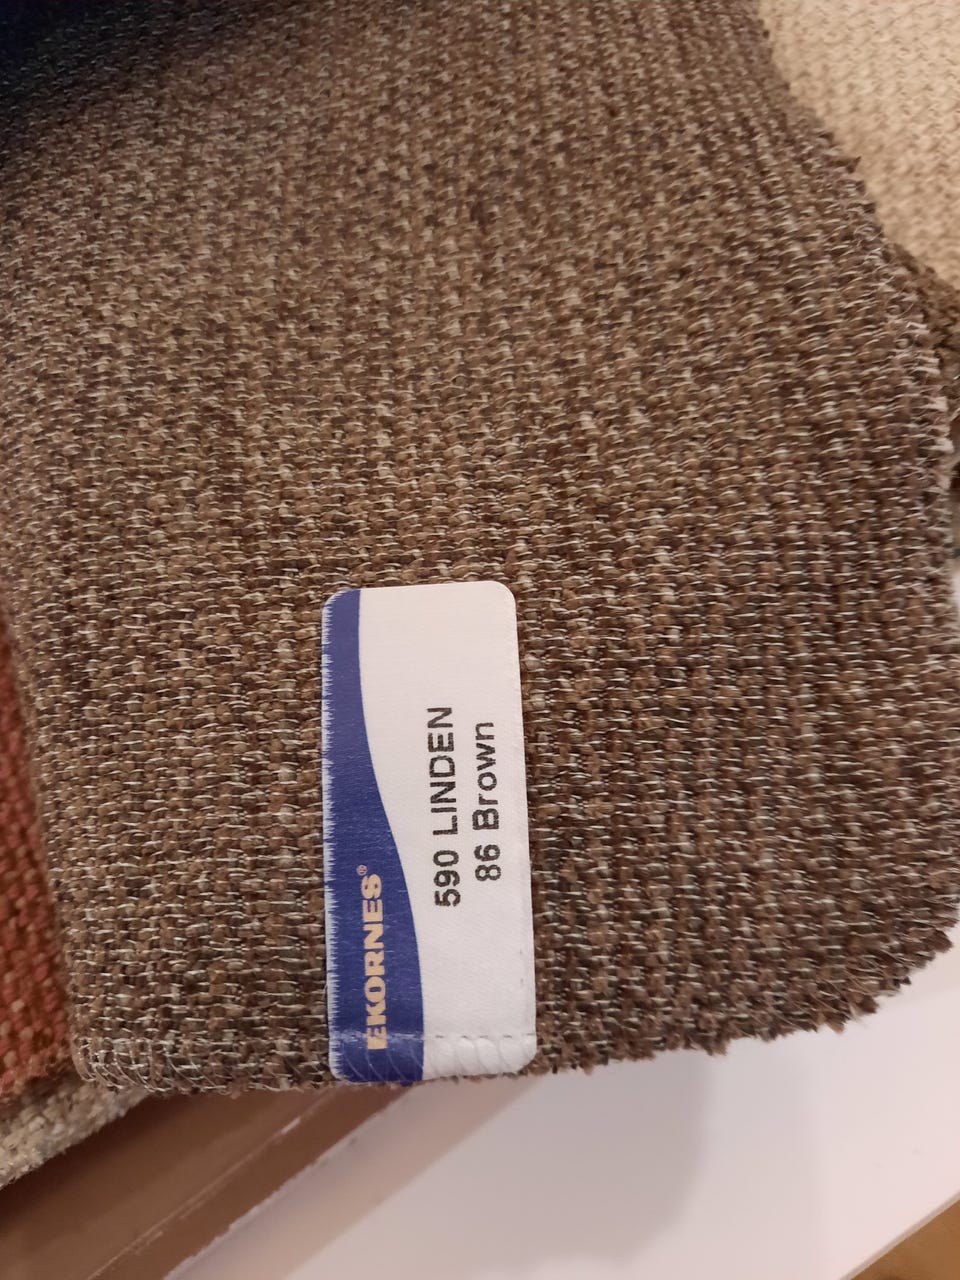 EKORNES®
590 LINDEN
86 Brown